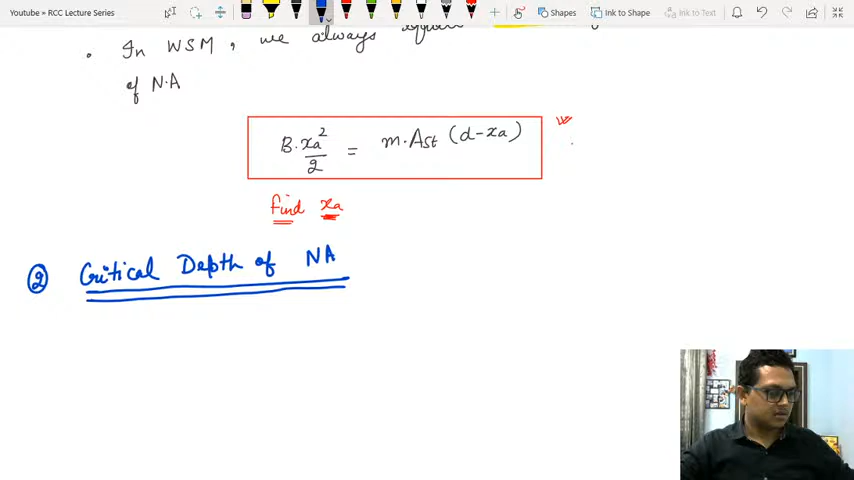 Youtube » RCC Lecture Series
Shapes
Ink to Shape
Ink to Text
• In WSM, we always
of N.A
B.xa²/2 = m.Ast (d-xa)
find xa
② Critical Depth of NA